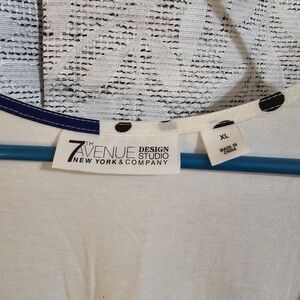 7TH AVENUE DESIGN STUDIO
NEW YORK & COMPANY
XL
MADE IN
CHINA